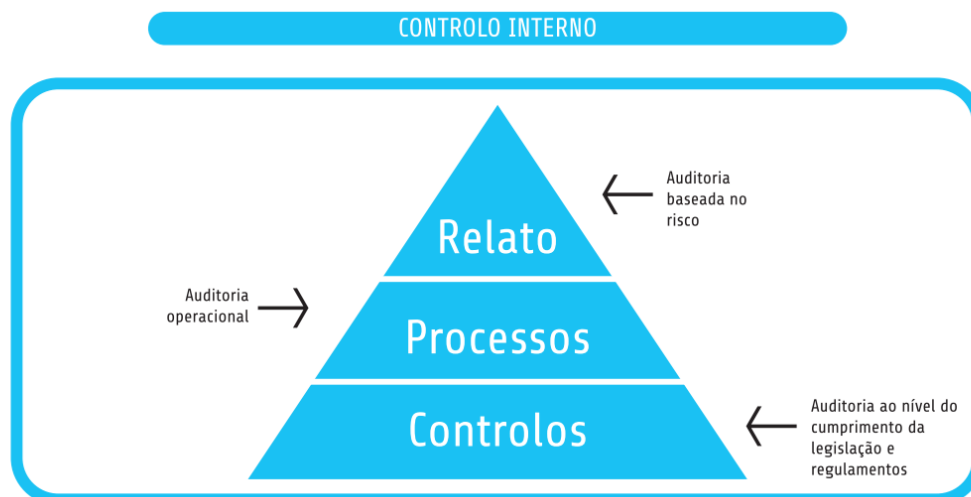 CONTROLO INTERNO
Auditoria
baseada no
risco
Relato
Auditoria
operacional
Processos
Controlos
Auditoria ao nível do
cumprimento da
legislação e
regulamentos